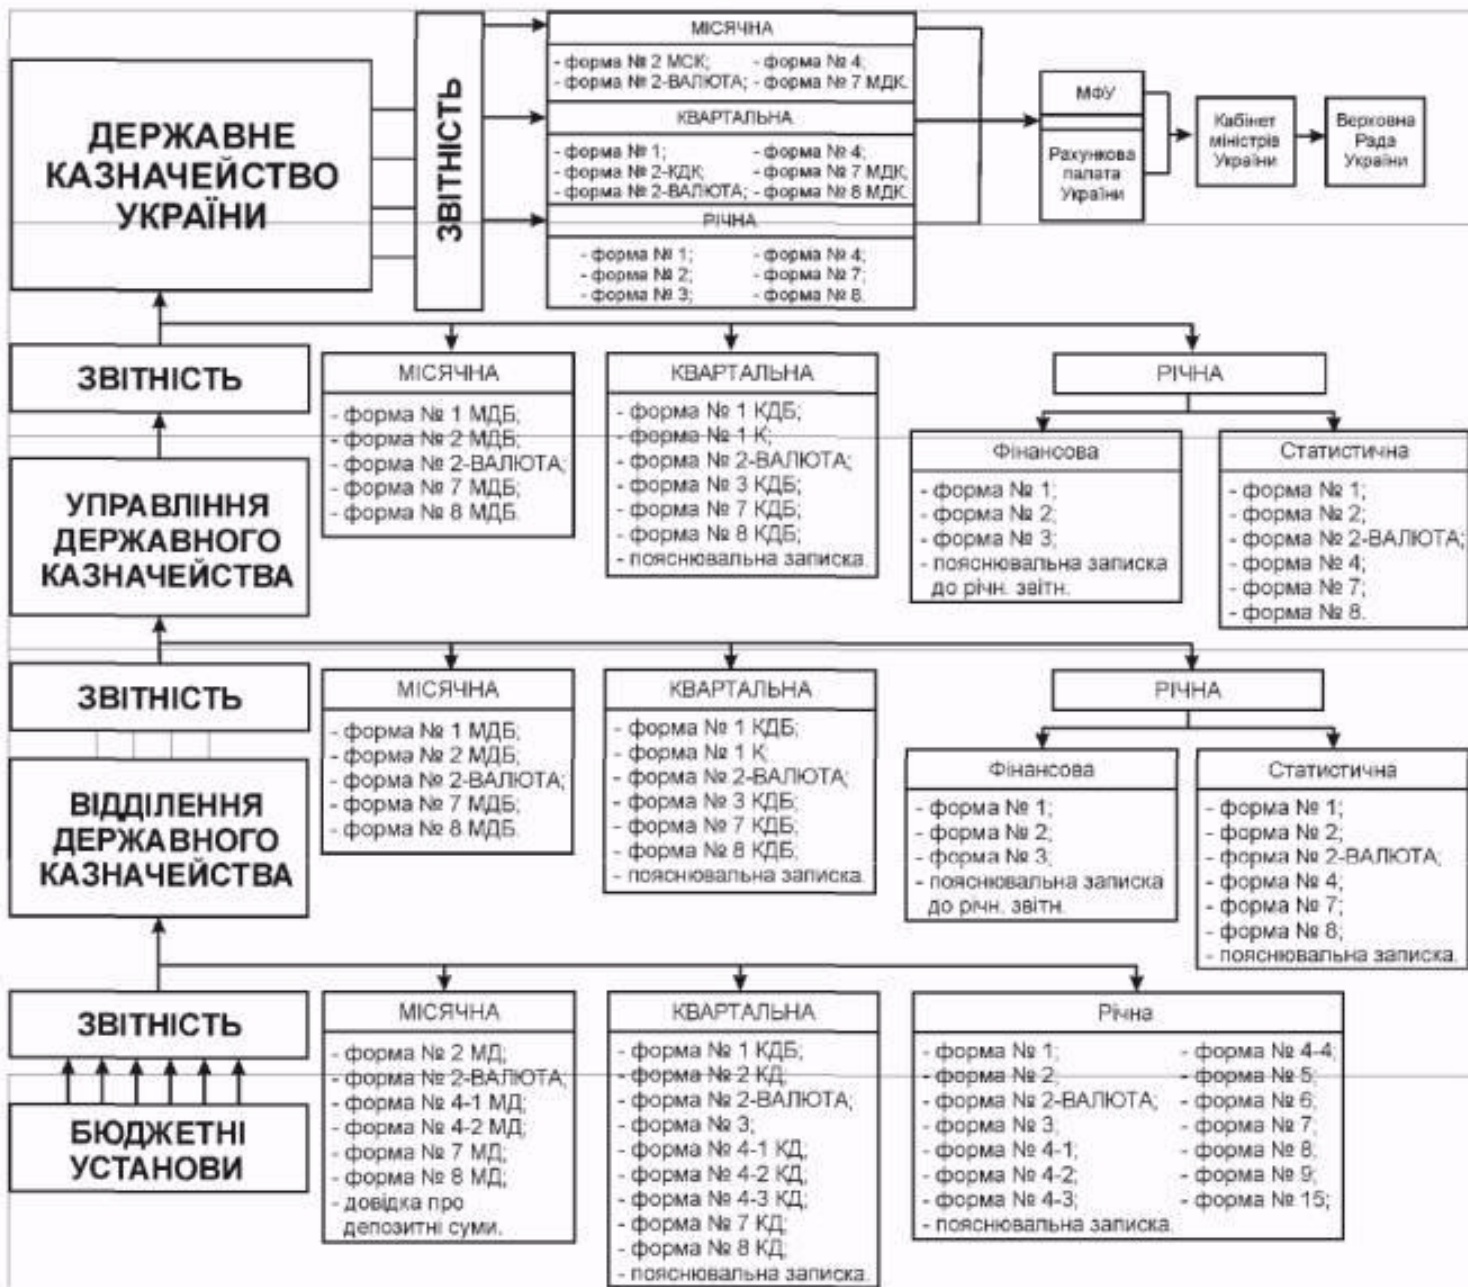 ДЕРЖАВНЕ
КАЗНАЧЕЙСТВО
УКРАЇНИ
ЗВІТНІСТЬ
МІСЯЧНА
- форма № 2 МСК;
- форма № 2-ВАЛЮТА;
- форма № 4;
- форма № 7 МДК.
КВАРТАЛЬНА
- форма № 1;
- форма № 2-КДК;
- форма № 2-ВАЛЮТА;
- форма № 4;
- форма № 7 МДК;
- форма № 8 МДК.
РІЧНА
- форма № 1;
- форма № 2;
- форма № 3;
- форма № 4;
- форма № 7;
- форма № 8.
МФУ
Рахункова
палата
України
Кабінет
міністрів
України
Верховна
Рада
України
ЗВІТНІСТЬ
МІСЯЧНА
- форма № 1 МДБ;
- форма № 2 МДБ;
- форма № 2-ВАЛЮТА;
- форма № 7 МДБ;
- форма № 8 МДБ.
КВАРТАЛЬНА
- форма № 1 КДБ;
- форма № 1 К;
- форма № 2-ВАЛЮТА;
- форма № 3 КДБ;
- форма № 7 КДБ;
- форма № 8 КДБ;
- пояснювальна записка.
РІЧНА
Фінансова
- форма № 1;
- форма № 2;
- форма № 3;
- пояснювальна записка
до річн. звітн.
Статистична
- форма № 1;
- форма № 2;
- форма № 2-ВАЛЮТА;
- форма № 4;
- форма № 7;
- форма № 8.
УПРАВЛІННЯ
ДЕРЖАВНОГО
КАЗНАЧЕЙСТВА
ЗВІТНІСТЬ
МІСЯЧНА
- форма № 1 МДБ;
- форма № 2 МДБ;
- форма № 2-ВАЛЮТА;
- форма № 7 МДБ;
- форма № 8 МДБ.
КВАРТАЛЬНА
- форма № 1 КДБ;
- форма № 1 К;
- форма № 2-ВАЛЮТА;
- форма № 3 КДБ;
- форма № 7 КДБ;
- форма № 8 КДБ;
- пояснювальна записка.
РІЧНА
Фінансова
- форма № 1;
- форма № 2;
- форма № 3;
- пояснювальна записка
до річн. звітн.
Статистична
- форма № 1;
- форма № 2;
- форма № 2-ВАЛЮТА;
- форма № 4;
- форма № 7;
- форма № 8;
- пояснювальна записка.
ВІДДІЛЕННЯ
ДЕРЖАВНОГО
КАЗНАЧЕЙСТВА
ЗВІТНІСТЬ
МІСЯЧНА
- форма № 2 МД;
- форма № 2-ВАЛЮТА;
- форма № 4-1 МД;
- форма № 4-2 МД;
- форма № 7 МД;
- форма № 8 МД;
- довідка про
депозитні суми.
КВАРТАЛЬНА
- форма № 1 КДБ;
- форма № 2 КД;
- форма № 2-ВАЛЮТА;
- форма № 3;
- форма № 4-1 КД;
- форма № 4-2 КД;
- форма № 4-3 КД;
- форма № 7 КД;
- форма № 8 КД;
- пояснювальна записка.
Річна
- форма № 1;
- форма № 2;
- форма № 2-ВАЛЮТА;
- форма № 3;
- форма № 4-1;
- форма № 4-2;
- форма № 4-3;
- пояснювальна записка.
- форма № 4-4;
- форма № 5;
- форма № 6;
- форма № 7;
- форма № 8;
- форма № 9;
- форма № 15;
БЮДЖЕТНІ
УСТАНОВИ